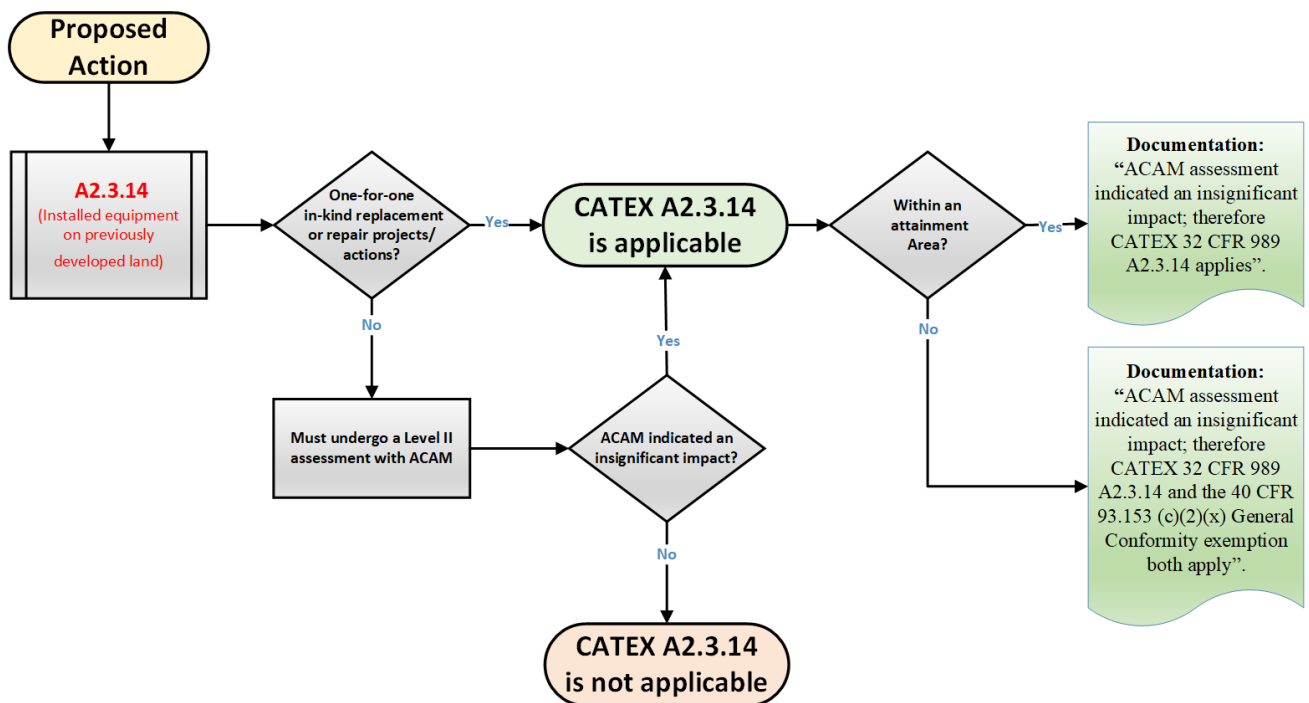 Proposed
Action
A2.3.14
(Installed equipment
on previously
developed land)
One-for-one
in-kind replacement
or repair projects/
actions?
Yes
No
CATEX A2.3.14
is applicable
Within an
attainment
Area?
Yes
No
Documentation:
“ACAM assessment
indicated an insignificant
impact; therefore
CATEX 32 CFR 989
A2.3.14 applies”.
Must undergo a Level II
assessment with ACAM
ACAM indicated an
insignificant impact?
Yes
No
Documentation:
“ACAM assessment
indicated an insignificant
impact; therefore
CATEX 32 CFR 989
A2.3.14 and the 40 CFR
93.153 (c)(2)(x) General
Conformity exemption
both apply”.
CATEX A2.3.14
is not applicable